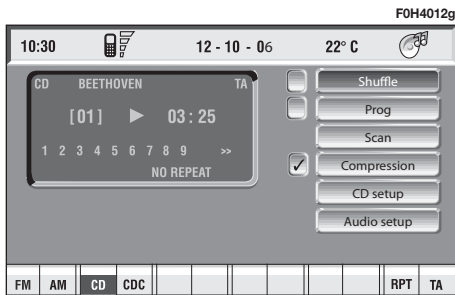 F0H4012g
10:30 12 - 10 - 06 22° C
CD BEETHOVEN TA
[01] 03 : 25
1 2 3 4 5 6 7 8 9 >>
NO REPEAT
Shuffle
Prog
Scan
Compression
CD setup
Audio setup
FM AM CD CDC RPT TA